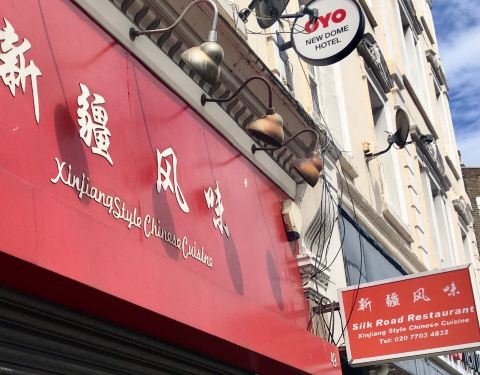 OYO
NEW DOME
HOTEL
新疆风味
XinJiang Style Chinese Cuisine
49
新疆风味
Silk Road Restaurant
Xinjiang Style Chinese Cuisine
Tel: 020 7703 4832